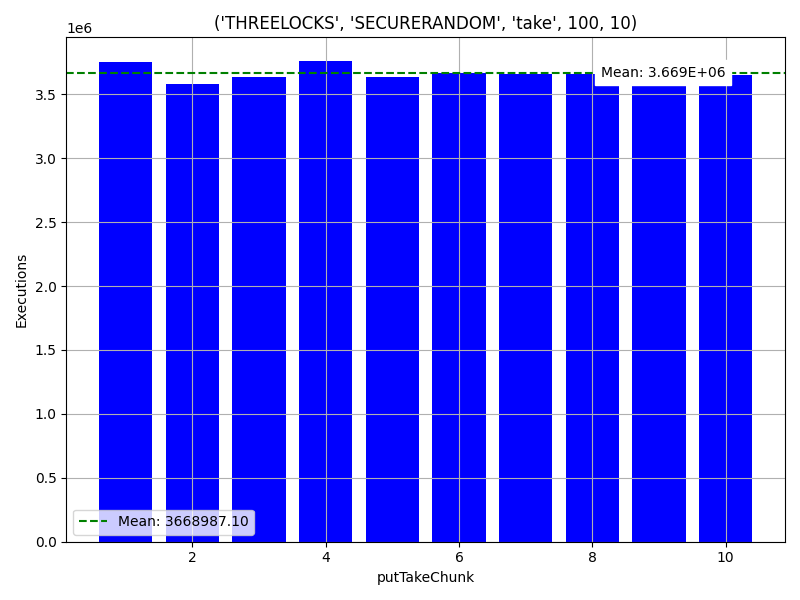 ('THREELOCKS', 'SECURERANDOM', 'take', 100, 10)
1e6
Mean: 3.669E+06
3.5
3.0
2.5
2.0
1.5
1.0
0.5
0.0
Executions
Mean: 3668987.10
2 4 6 8 10
putTakeChunk